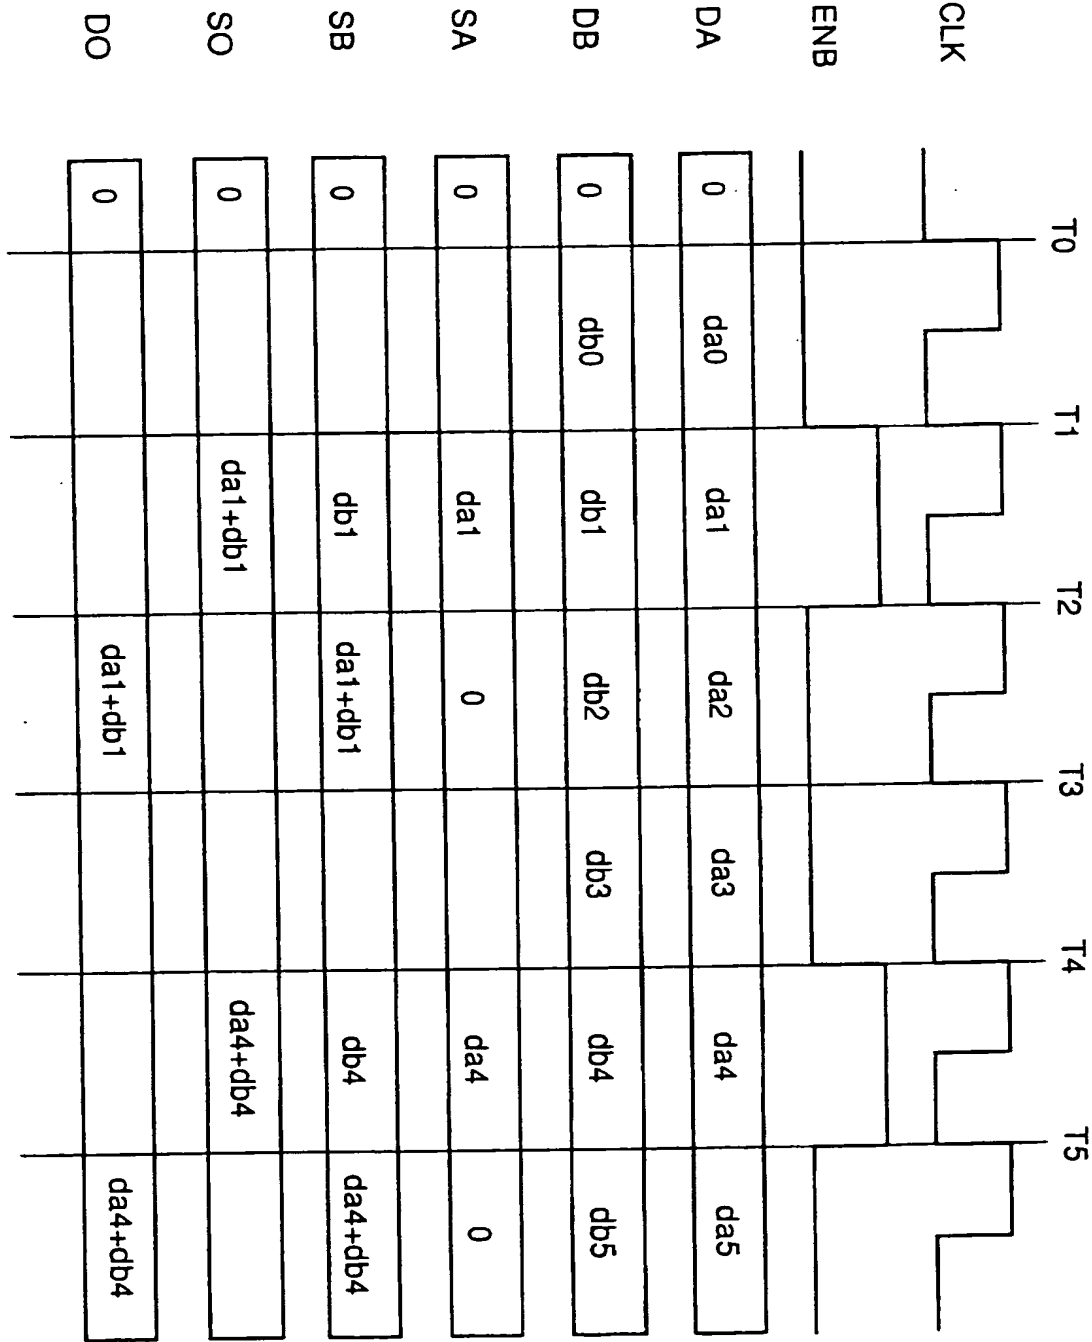 T0 T1 T2 T3 T4 T5
CLK
ENB
DA 0 da0 da1 da2 da3 da4 da5
DB 0 db0 db1 db2 db3 db4 db5
SA 0 da1 0 da4 0
SB 0 db1 da1+db1 db4 da4+db4
SO 0 da1+db1 da4+db4
DO 0 da1+db1 da4+db4